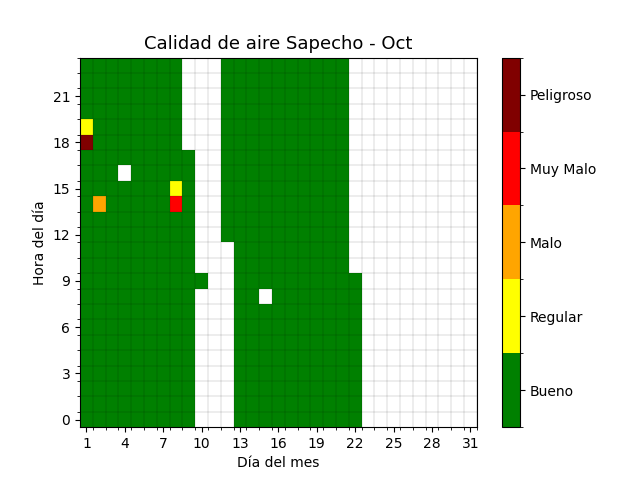 Calidad de aire Sapecho - Oct
Hora del día
21
18
15
12
9
6
3
0
1 4 7 10 13 16 19 22 25 28 31
Día del mes
Peligroso
Muy Malo
Malo
Regular
Bueno